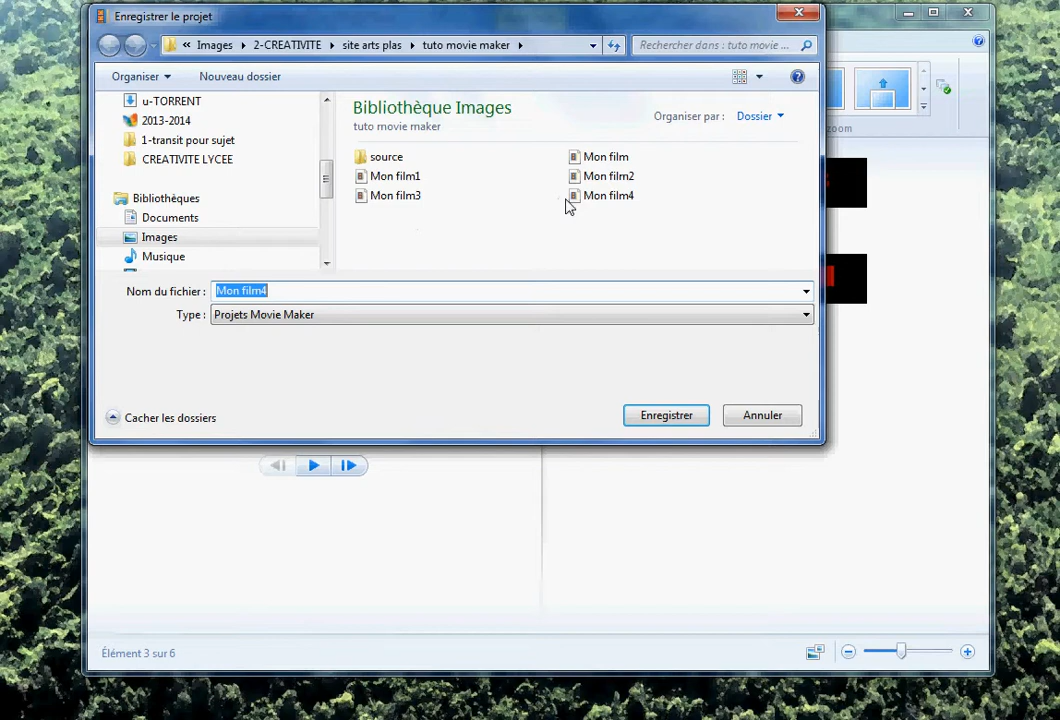 Enregistrer le projet
« Images 2-CREATIVITE site arts plas tuto movie maker
Rechercher dans : tuto movie ...
Organiser
Nouveau dossier
u-TORRENT
2013-2014
1-transit pour sujet
CREATIVITE LYCEE
Bibliothèques
Documents
Images
Musique
Bibliothèque Images
tuto movie maker
Organiser par : Dossier
source
Mon film
Mon film1
Mon film2
Mon film3
Mon film4
zoom
Nom du fichier : Mon film4
Type : Projets Movie Maker
Cacher les dossiers
Enregistrer
Annuler
Élément 3 sur 6